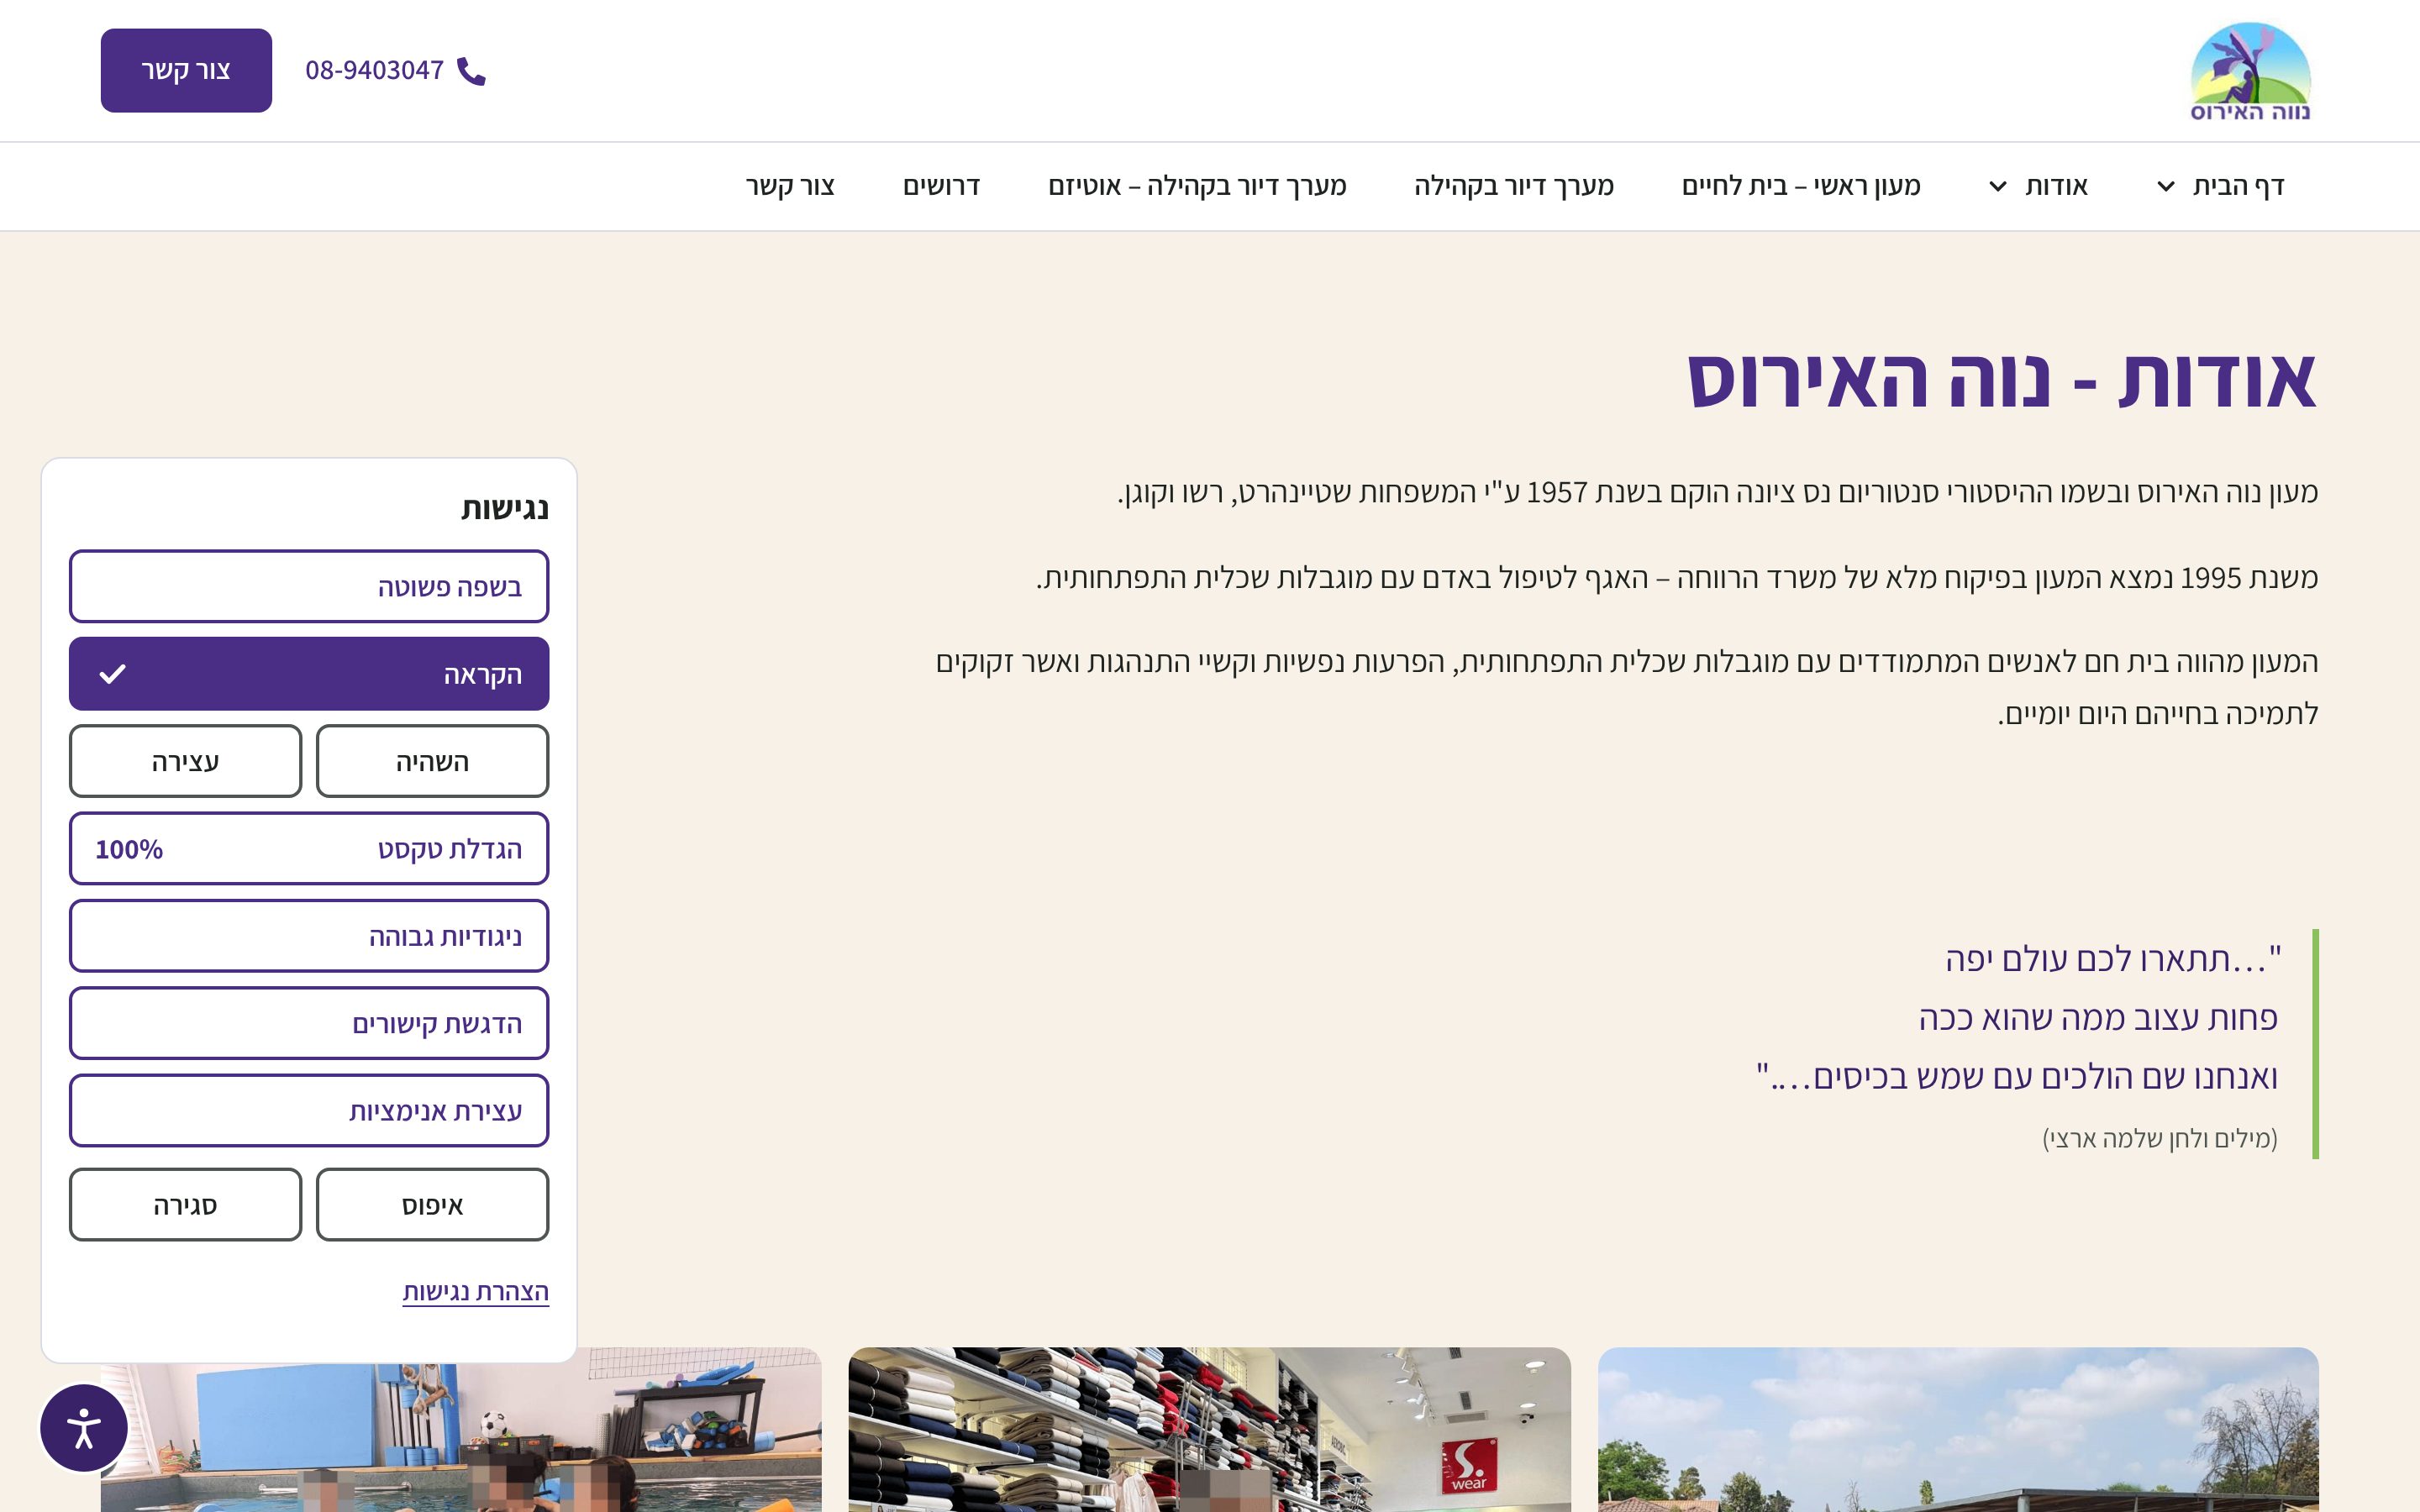 נווה האירוס
08-9403047
צור קשר
דף הבית
אודות
מעון ראשי – בית לחיים
מערך דיור בקהילה
מערך דיור בקהילה – אוטיזם
דרושים
צור קשר
אודות - נוה האירוס
מעון נוה האירוס ובשמו ההיסטורי סנטוריום נס ציונה הוקם בשנת 1957 ע"י המשפחות שטיינהרט, רשו וקוגן.
משנת 1995 נמצא המעון בפיקוח מלא של משרד הרווחה – האגף לטיפול באדם עם מוגבלות שכלית התפתחותית.
המעון מהווה בית חם לאנשים המתמודדים עם מוגבלות שכלית התפתחותית, הפרעות נפשיות וקשיי התנהגות ואשר זקוקים
לתמיכה בחייהם היום יומיים.
"...תתארו לכם עולם יפה
פחות עצוב ממה שהוא ככה
ואנחנו שם הולכים עם שמש בכיסים...."
(מילים ולחן שלמה ארצי)
נגישות
בשפה פשוטה
הקראה
השהיה
עצירה
הגדלת טקסט 100%
ניגודיות גבוהה
הדגשת קישורים
עצירת אנימציות
איפוס
סגירה
הצהרת נגישות
S.
wear